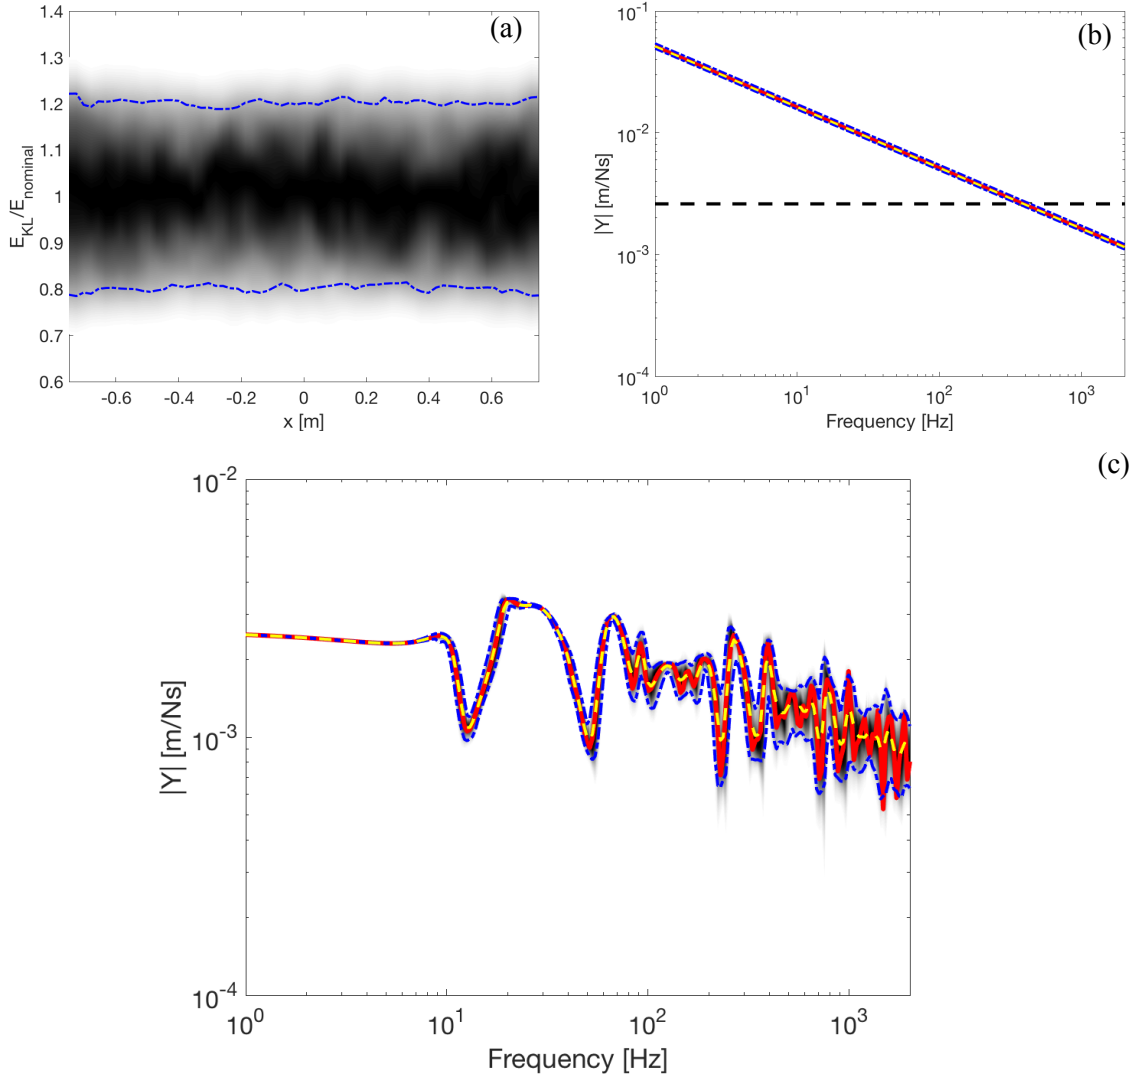 (a)
1.4
1.3
1.2
1.1
1
0.9
0.8
0.7
0.6
E_KL/E_nominal
-0.6 -0.4 -0.2 0 0.2 0.4 0.6
x [m]
(b)
10^-1
10^-2
10^-3
10^-4
|Y| [m/Ns]
10^0 10^1 10^2 10^3
Frequency [Hz]
(c)
10^-2
10^-3
10^-4
|Y| [m/Ns]
10^0 10^1 10^2 10^3
Frequency [Hz]